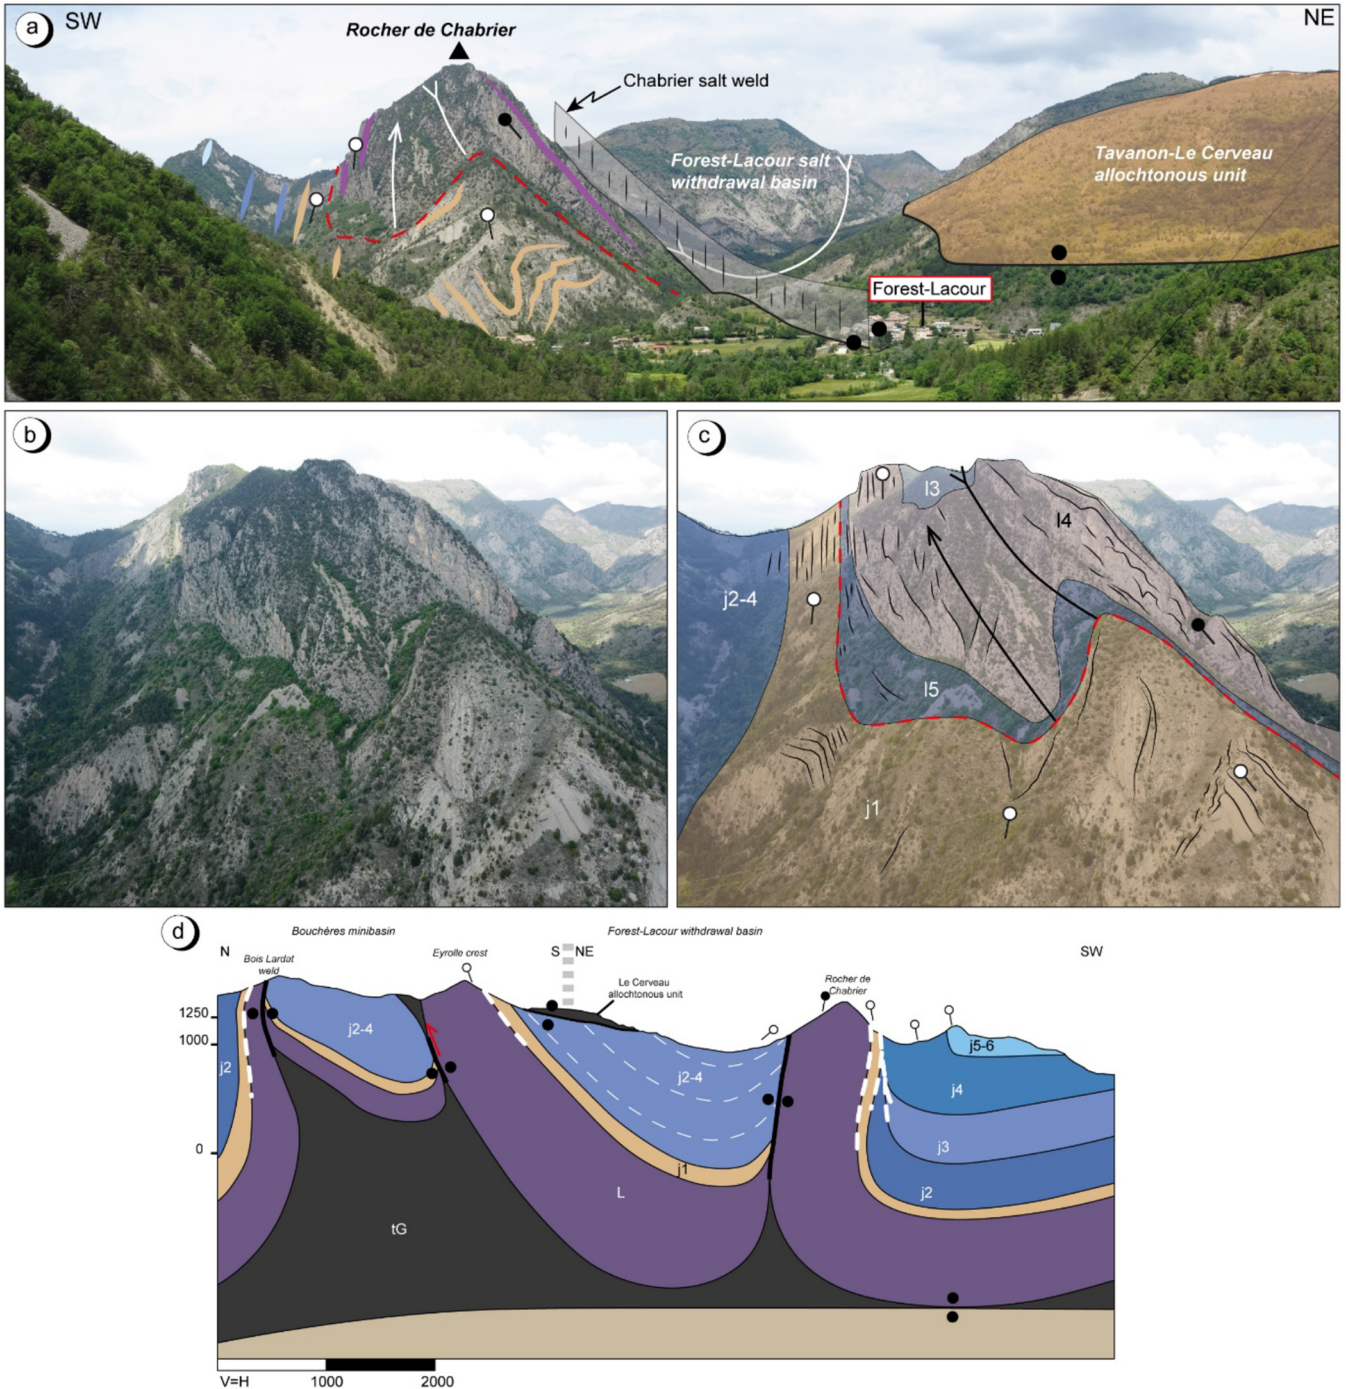 a
SW
NE
Rocher de Chabrier
Chabrier salt weld
Forest-Lacour salt
withdrawal basin
Tavanon-Le Cerveau
allochtonous unit
Forest-Lacour
b
c
l3
l4
j2-4
l5
j1
d
Bouchéres minibasin
Forest-Lacour withdrawal basin
N
S
NE
SW
Bois Lardat
weld
Eyrolle crest
Le Cerveau
allochtonous unit
Rocher de
Chabrier
1250
1000
0
j2
j2-4
j2-4
j5-6
j4
j3
j2
j1
L
tG
V=H
1000
2000